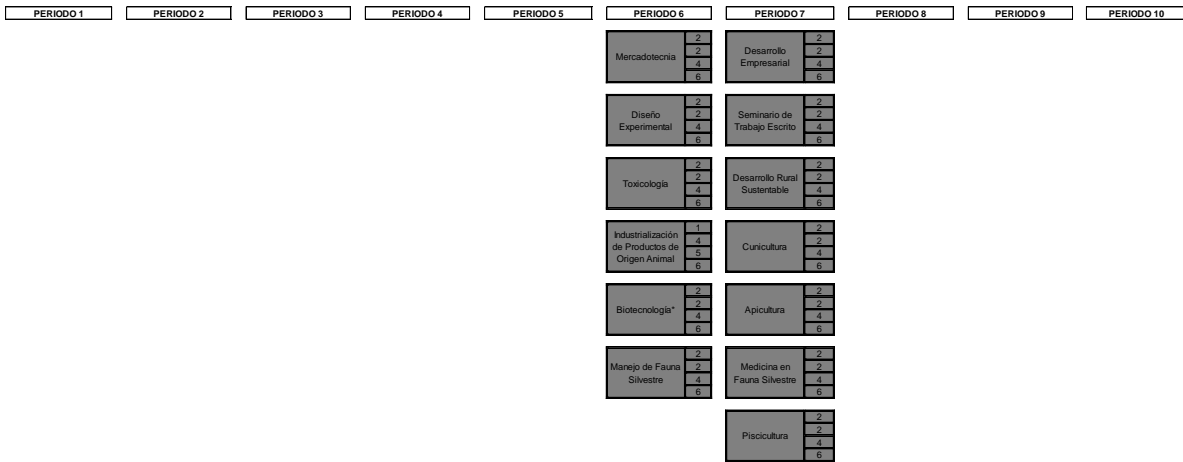 PERIODO 1 PERIODO 2 PERIODO 3 PERIODO 4 PERIODO 5 PERIODO 6 PERIODO 7 PERIODO 8 PERIODO 9 PERIODO 10
Mercadotecnia
2
2
4
6
Desarrollo
Empresarial
2
2
4
6
Diseño
Experimental
2
2
4
6
Seminario de
Trabajo Escrito
2
2
4
6
Toxicología
2
2
4
6
Desarrollo Rural
Sustentable
2
2
4
6
Industrialización
de Productos de
Origen Animal
1
4
5
6
Cunicultura
2
2
4
6
Biotecnología*
2
2
4
6
Apicultura
2
2
4
6
Manejo de Fauna
Silvestre
2
2
4
6
Medicina en
Fauna Silvestre
2
2
4
6
Piscicultura
2
2
4
6